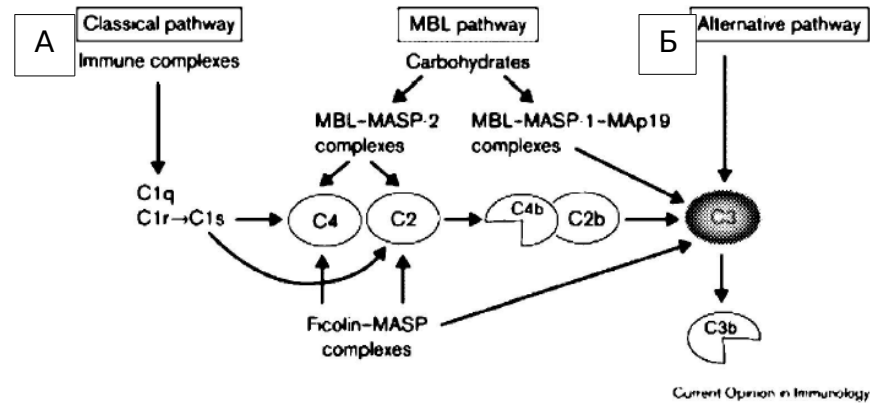 А
Classical pathway
MBL pathway
Б
Alternative pathway
Immune complexes
Carbohydrates
MBL–MASP-2
complexes
MBL–MASP-1–MAp19
complexes
C1q
C1r→C1s
C4
C2
C4b
C2b
C3
Ficolin–MASP
complexes
C3b
Current Opinion in Immunology